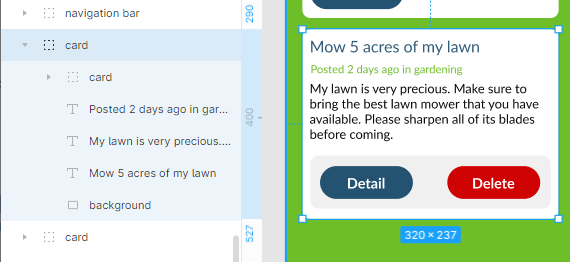 navigation bar
card
card
Posted 2 days ago in gar...
My lawn is very precious....
Mow 5 acres of my lawn
background
card
290
400
527
Mow 5 acres of my lawn
Posted 2 days ago in gardening
My lawn is very precious. Make sure to
bring the best lawn mower that you have
available. Please sharpen all of its blades
before coming.
Detail
Delete
320 × 237